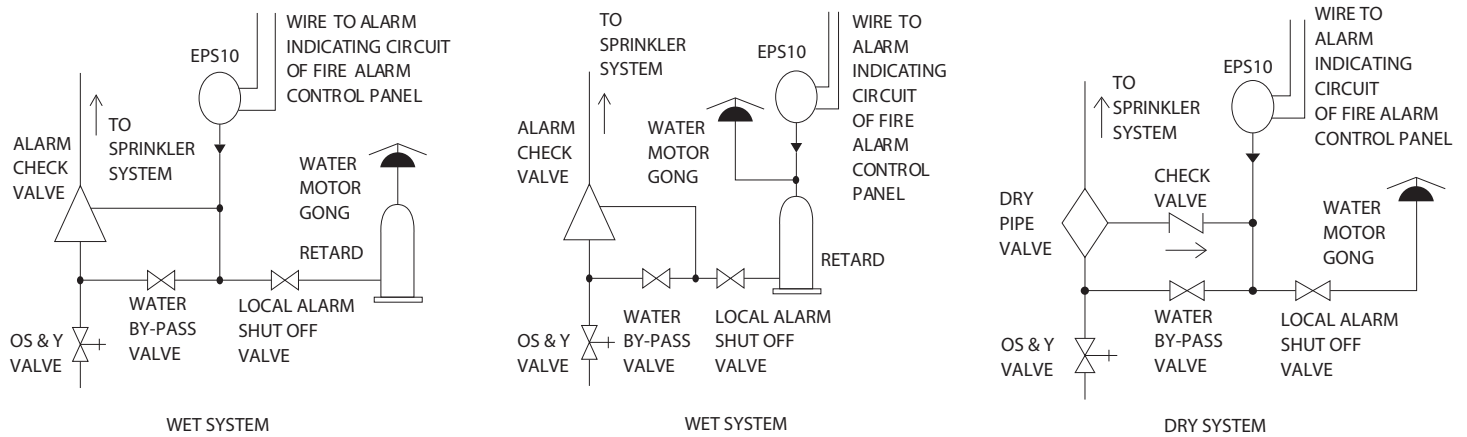 WIRE TO ALARM
INDICATING CIRCUIT
OF FIRE ALARM
CONTROL PANEL
EPS10
TO
SPRINKLER
SYSTEM
ALARM
CHECK
VALVE
WATER
MOTOR
GONG
RETARD
WATER
BY-PASS
VALVE
LOCAL ALARM
SHUT OFF
VALVE
OS & Y
VALVE
WET SYSTEM
TO
SPRINKLER
SYSTEM
EPS10
WIRE TO
ALARM
INDICATING
CIRCUIT
OF FIRE
ALARM
CONTROL
PANEL
ALARM
CHECK
VALVE
WATER
MOTOR
GONG
RETARD
WATER
BY-PASS
VALVE
LOCAL ALARM
SHUT OFF
VALVE
OS & Y
VALVE
WET SYSTEM
WIRE TO
ALARM
INDICATING
CIRCUIT
OF FIRE ALARM
CONTROL PANEL
EPS10
TO
SPRINKLER
SYSTEM
CHECK
VALVE
DRY
PIPE
VALVE
WATER
MOTOR
GONG
WATER
BY-PASS
VALVE
LOCAL ALARM
SHUT OFF
VALVE
OS & Y
VALVE
DRY SYSTEM